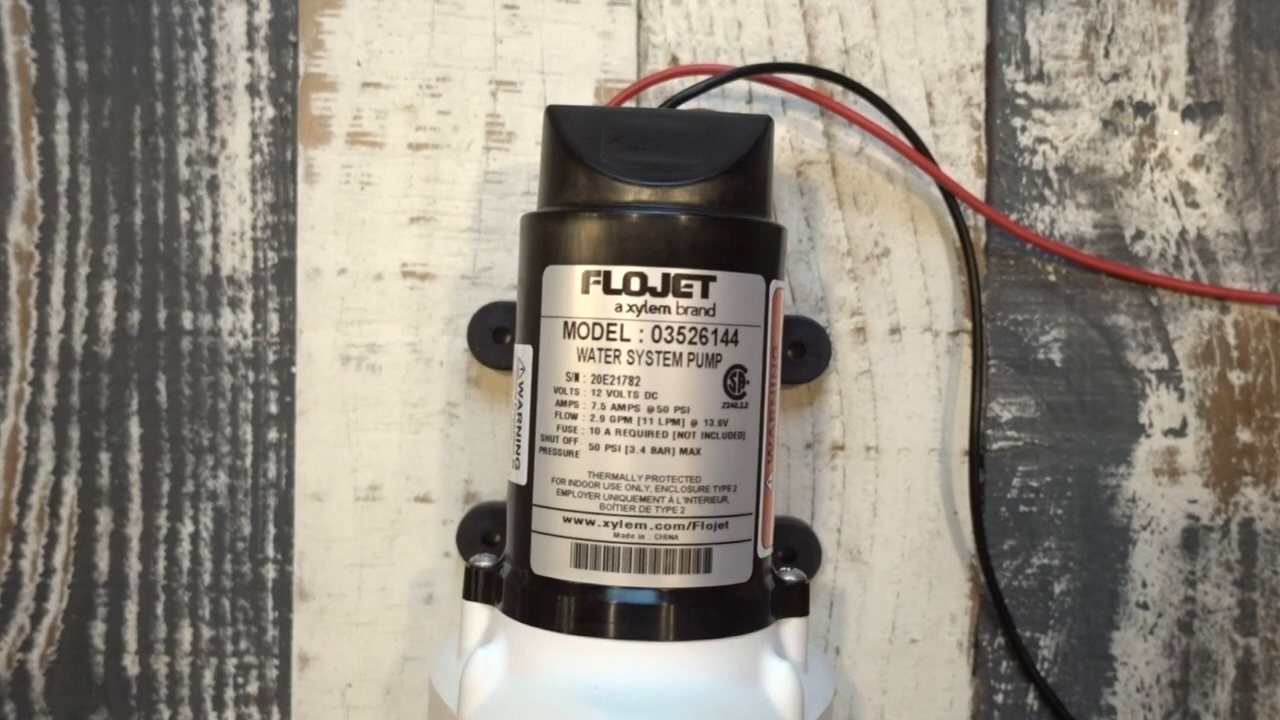 FLOJET
a xylem brand
MODEL : 03526144
WATER SYSTEM PUMP
S/N : 20E21782
VOLTS : 12 VOLTS DC
AMPS : 7.5 AMPS @ 50 PSI
FLOW : 2.9 GPM [11 LPM] @ 13.6V
FUSE : 10 A REQUIRED [NOT INCLUDED]
SHUT OFF PRESSURE : 50 PSI [3.4 BAR] MAX
THERMALLY PROTECTED
FOR INDOOR USE ONLY, ENCLOSURE TYPE 2
EMPLOYER UNIQUEMENT À L'INTERIEUR,
BOÎTIER DE TYPE 2
www.xylem.com/Flojet
Made in : CHINA
WARNING
WARNING